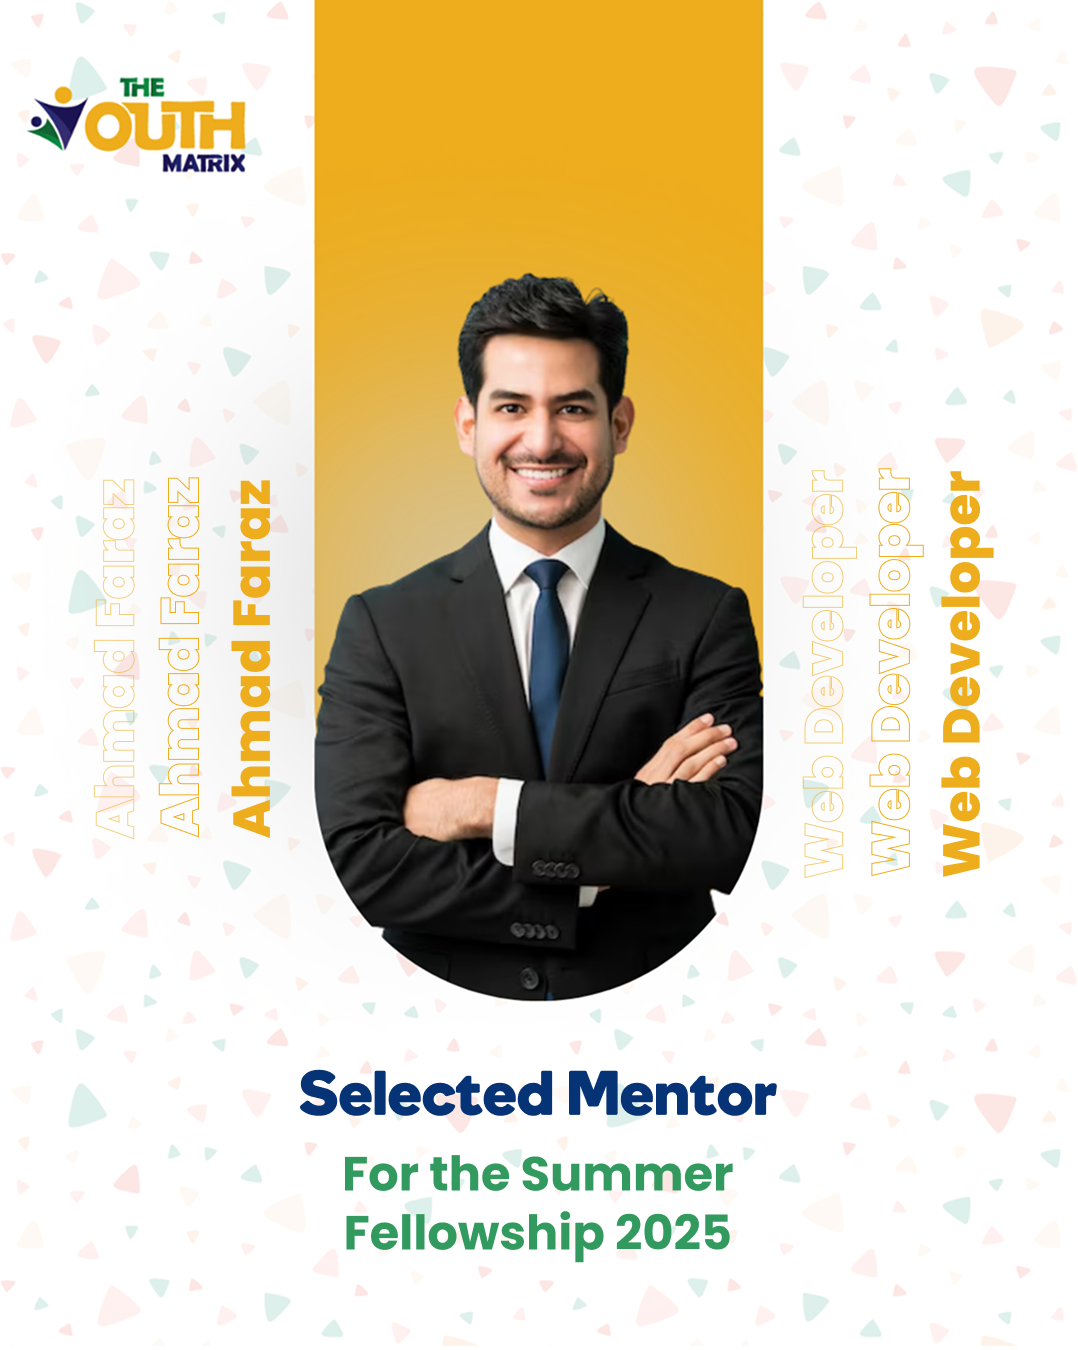 THE
YOUTH
MATRIX
Ahmad Faraz
Ahmad Faraz
Ahmad Faraz
Web Developer
Web Developer
Web Developer
Selected Mentor
For the Summer
Fellowship 2025